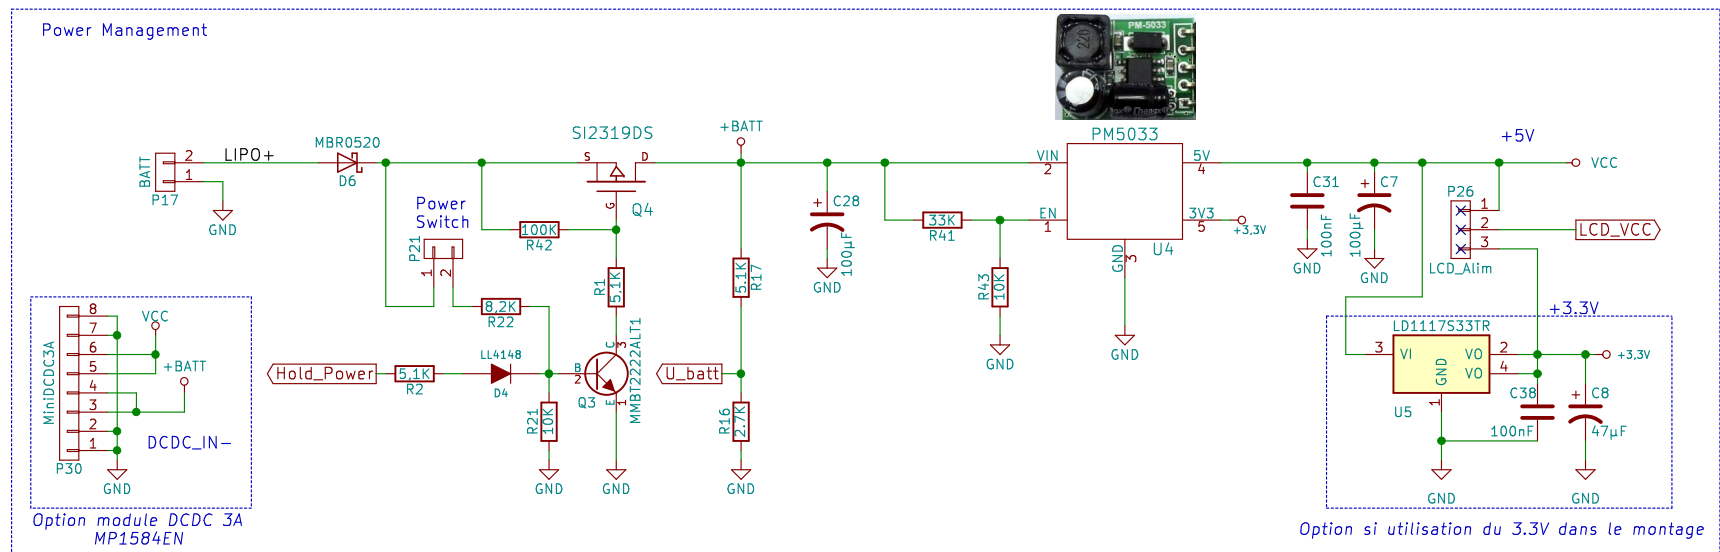 Power Management
PM-5033
220
BATT
2
1
P17
GND
LIPO+
MBR0520
D6
SI2319DS
S
D
G
Q4
+BATT
Power
Switch
P21
1
2
100K
R42
R1
5,1K
8,2K
R22
Hold_Power
5,1K
R2
LL4148
D4
B
2
C
3
E
1
Q3
MMBT2222ALT1
R21
10K
GND
GND
U_batt
5.1K
R17
R16
2.7K
GND
+
C28
100µF
GND
33K
R41
R43
10K
GND
PM5033
VIN
2
EN
1
5V
4
3V3
5
GND
3
U4
GND
+3,3V
C31
100nF
GND
+
C7
100µF
GND
+5V
VCC
P26
1
2
3
LCD_Alim
LCD_VCC
+3.3V
LD1117S33TR
3
VI
GND
VO
2
VO
4
1
U5
+3,3V
C38
100nF
+
C8
47µF
GND
GND
Option si utilisation du 3.3V dans le montage
MiniDCDC3A
8
7
6
5
4
3
2
1
P30
VCC
+BATT
DCDC_IN-
GND
Option module DCDC 3A
MP1584EN